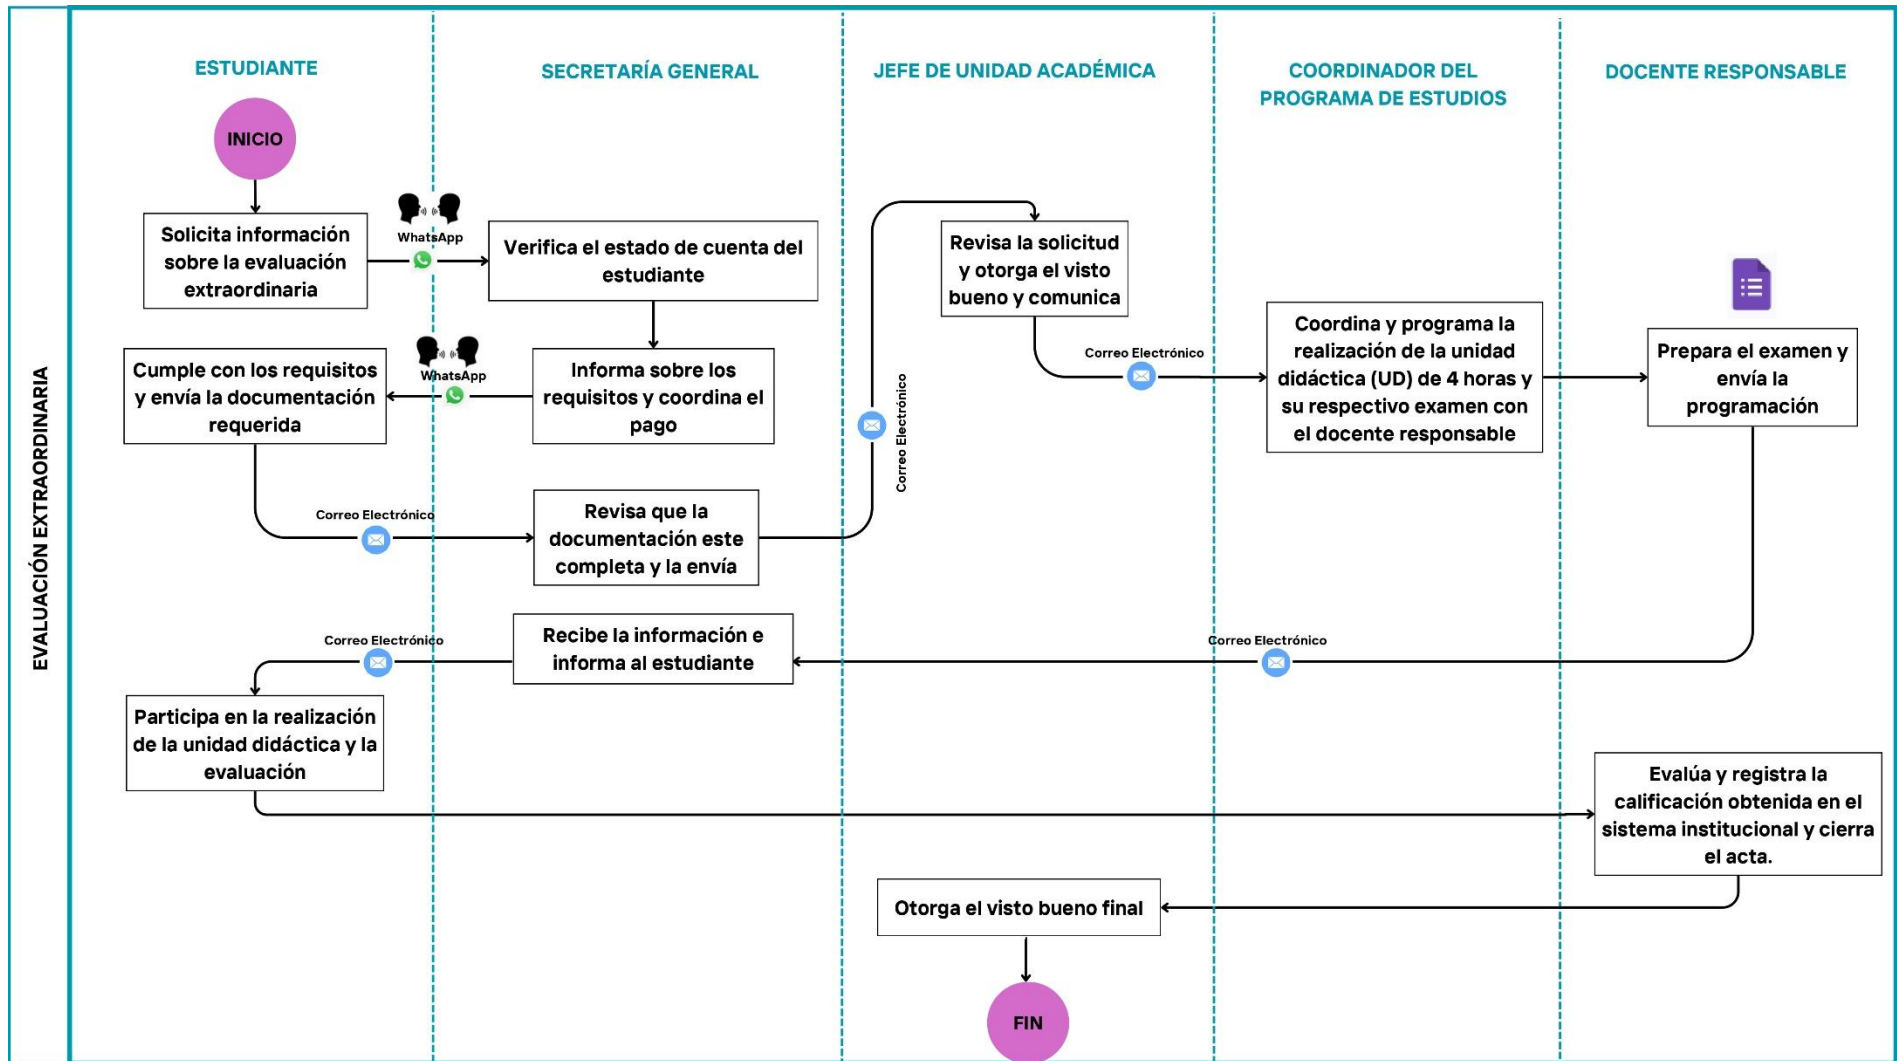 EVALUACIÓN EXTRAORDINARIA
ESTUDIANTE
SECRETARÍA GENERAL
JEFE DE UNIDAD ACADÉMICA
COORDINADOR DEL
PROGRAMA DE ESTUDIOS
DOCENTE RESPONSABLE
INICIO
Solicita información
sobre la evaluación
extraordinaria
WhatsApp
Verifica el estado de cuenta del
estudiante
Informa sobre los
requisitos y coordina el
pago
WhatsApp
Cumple con los requisitos
y envía la documentación
requerida
Correo Electrónico
Revisa que la
documentación este
completa y la envía
Correo Electrónico
Revisa la solicitud
y otorga el visto
bueno y comunica
Correo Electrónico
Coordina y programa la
realización de la unidad
didáctica (UD) de 4 horas y
su respectivo examen con
el docente responsable
Prepara el examen y
envía la
programación
Correo Electrónico
Recibe la información e
informa al estudiante
Correo Electrónico
Participa en la realización
de la unidad didáctica y la
evaluación
Evalúa y registra la
calificación obtenida en el
sistema institucional y cierra
el acta.
Otorga el visto bueno final
FIN